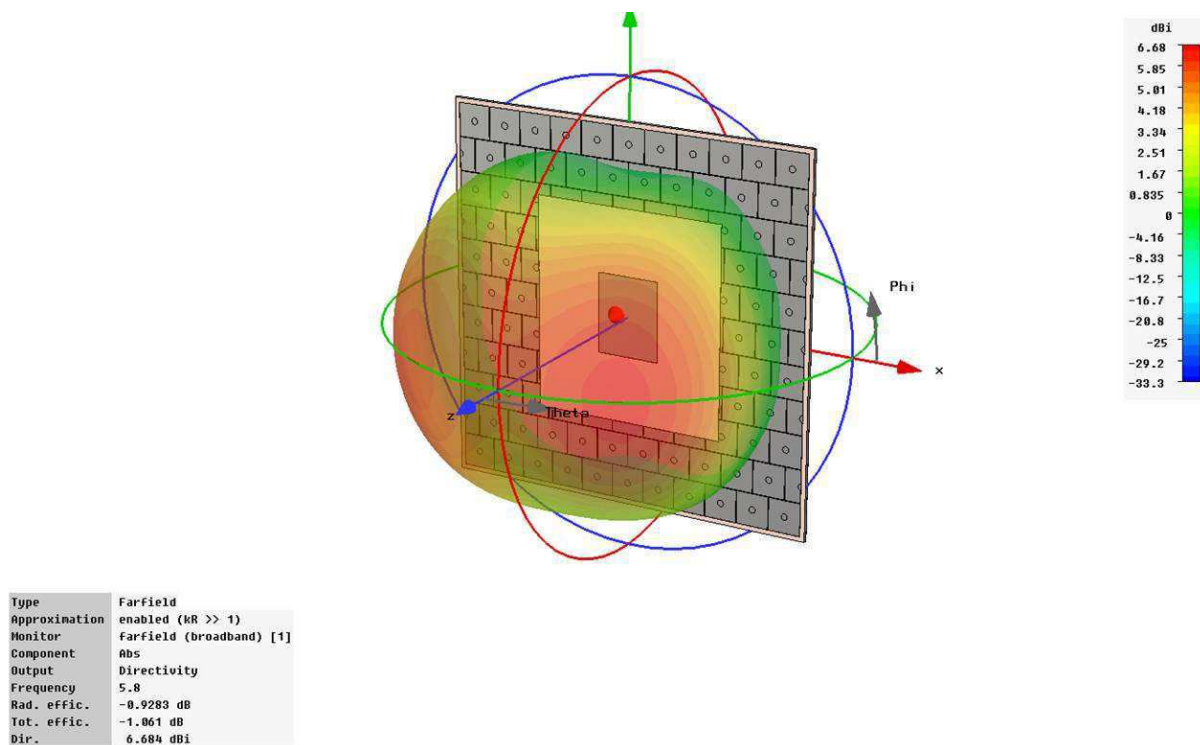 dBi
6.68
5.85
5.01
4.18
3.34
2.51
1.67
0.835
0
-4.16
-8.33
-12.5
-16.7
-20.8
-25
-29.2
-33.3
Phi
x
z
Theta
Type Farfield
Approximation enabled (kR >> 1)
Monitor farfield (broadband) [1]
Component Abs
Output Directivity
Frequency 5.8
Rad. effic. -0.9283 dB
Tot. effic. -1.061 dB
Dir. 6.684 dBi